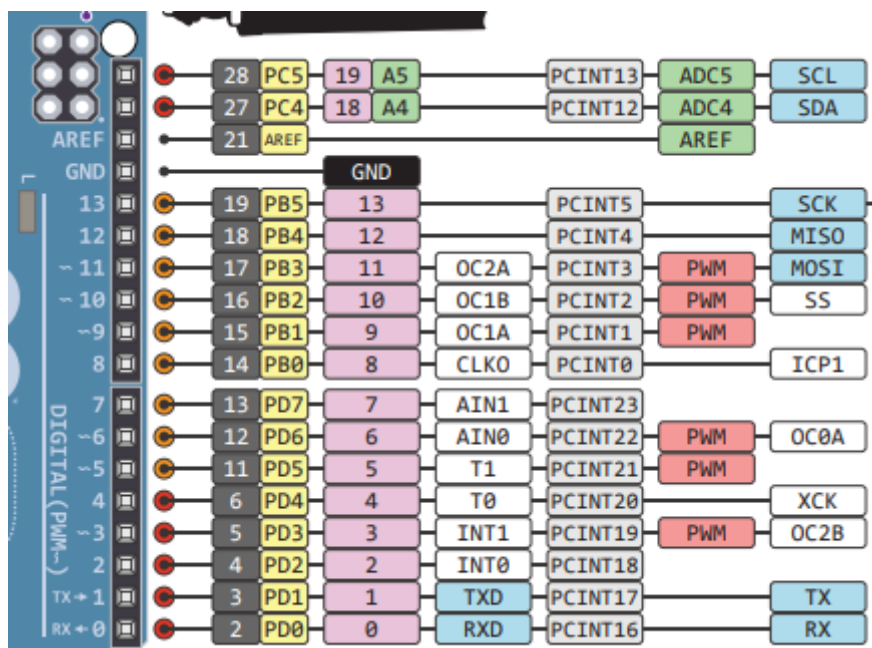 28 PC5 19 A5 PCINT13 ADC5 SCL
27 PC4 18 A4 PCINT12 ADC4 SDA
AREF 21 AREF AREF
GND GND
L
13 19 PB5 13 PCINT5 SCK
12 18 PB4 12 PCINT4 MISO
~11 17 PB3 11 OC2A PCINT3 PWM MOSI
~10 16 PB2 10 OC1B PCINT2 PWM SS
~9 15 PB1 9 OC1A PCINT1 PWM
8 14 PB0 8 CLKO PCINT0 ICP1
7 13 PD7 7 AIN1 PCINT23
~6 12 PD6 6 AIN0 PCINT22 PWM OC0A
~5 11 PD5 5 T1 PCINT21 PWM
4 6 PD4 4 T0 PCINT20 XCK
~3 5 PD3 3 INT1 PCINT19 PWM OC2B
2 4 PD2 2 INT0 PCINT18
TX→1 3 PD1 1 TXD PCINT17 TX
RX←0 2 PD0 0 RXD PCINT16 RX
DIGITAL(PWM~)